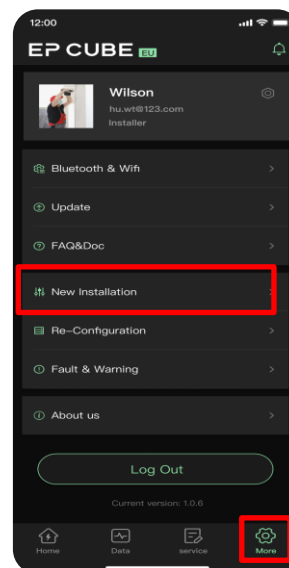 12:00
EP CUBE EU
Wilson
hu.wt@123.com
Installer
Bluetooth & Wifi
Update
FAQ&Doc
New Installation
Re-Configuration
Fault & Warning
About us
Log Out
Current version: 1.0.6
Home Data service More